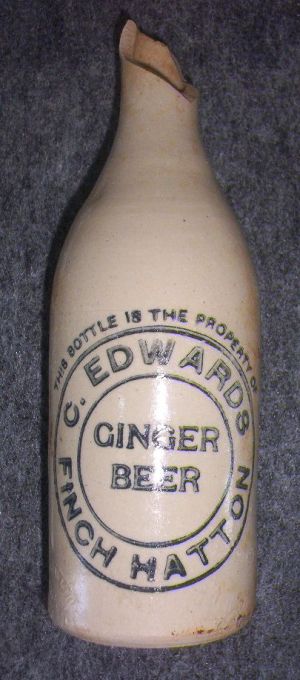 THIS BOTTLE IS THE PROPERTY OF
C. EDWARDS
GINGER
BEER
FINCH HATTON